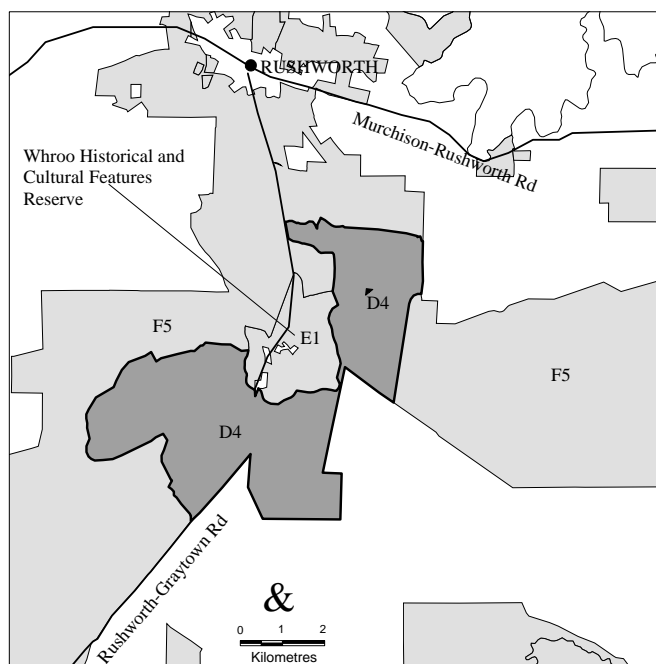 RUSHWORTH
Murchison-Rushworth Rd
Whroo Historical and
Cultural Features
Reserve
D4
F5
E1
F5
D4
Rushworth-Graytown Rd
&
0 1 2
Kilometres